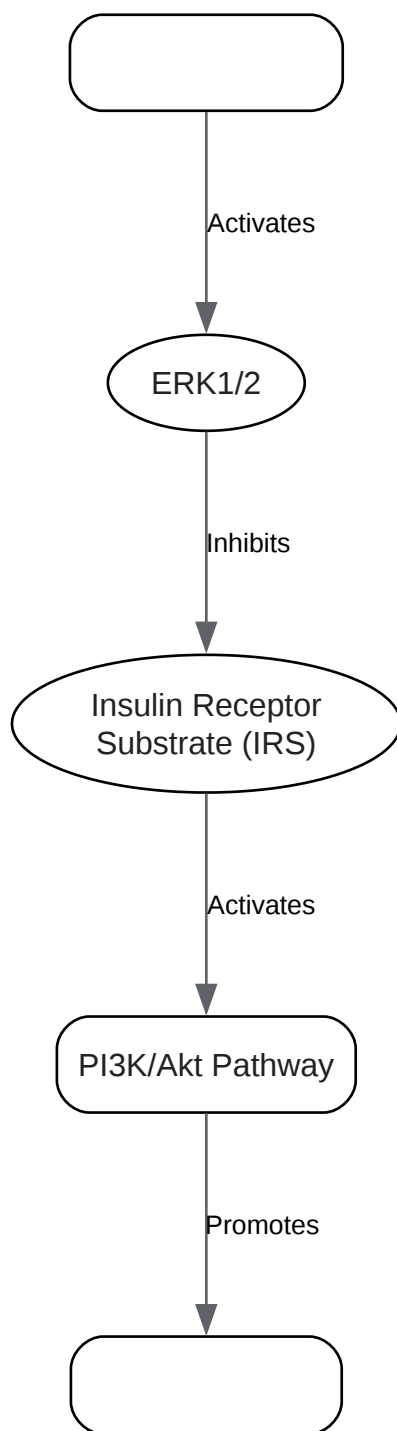 Activates
ERK1/2
Inhibits
Insulin Receptor
Substrate (IRS)
Activates
PI3K/Akt Pathway
Promotes